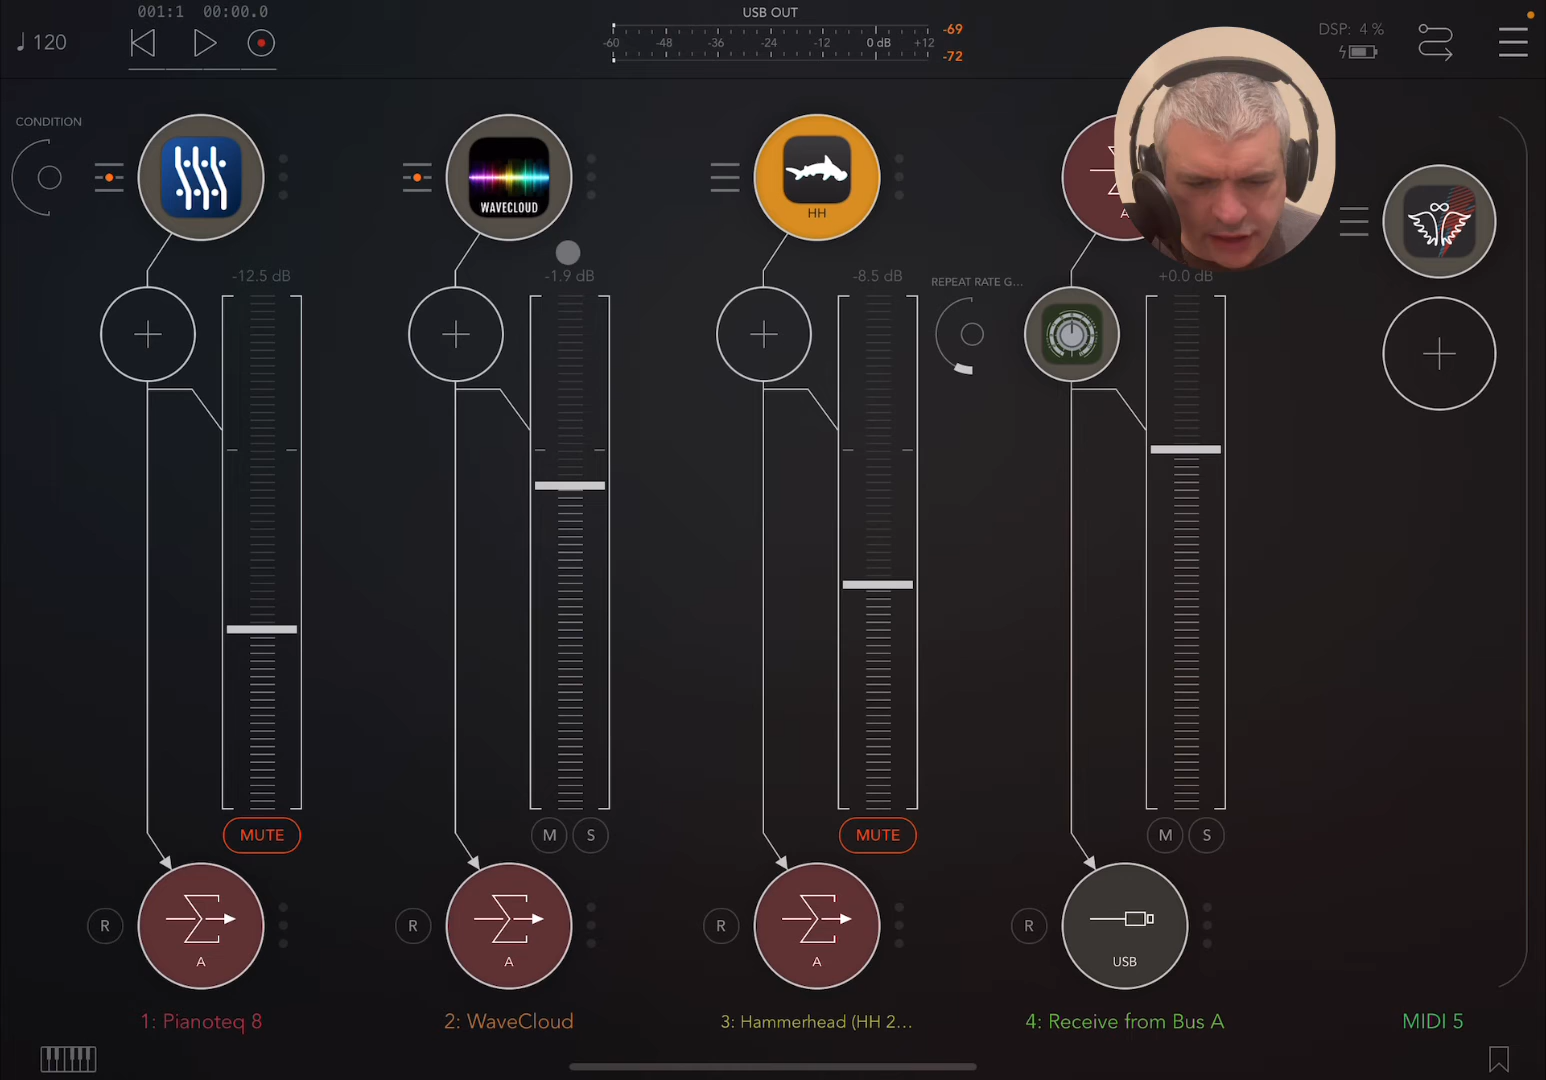 001:1 00:00.0
USB OUT
♩ 120
-60 -48 -36 -24 -12 0 dB +12
-69
-72
DSP: 4 %
CONDITION
WAVECLOUD
HH
A
-12.5 dB
-1.9 dB
-8.5 dB
REPEAT RATE G...
+0.0 dB
MUTE
M S
MUTE
M S
R
A
R
A
R
A
R
USB
1: Pianoteq 8
2: WaveCloud
3: Hammerhead (HH 2...
4: Receive from Bus A
MIDI 5